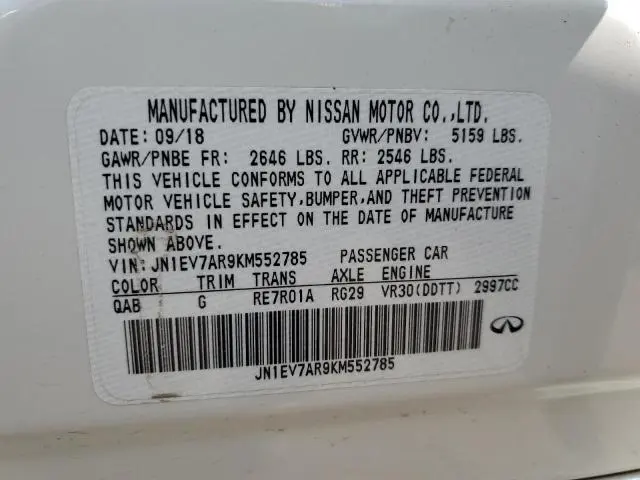 MANUFACTURED BY NISSAN MOTOR CO.,LTD.
DATE: 09/18 GVWR/PNBV: 5159 LBS.
GAWR/PNBE FR: 2646 LBS. RR: 2546 LBS.
THIS VEHICLE CONFORMS TO ALL APPLICABLE FEDERAL
MOTOR VEHICLE SAFETY,BUMPER,AND THEFT PREVENTION
STANDARDS IN EFFECT ON THE DATE OF MANUFACTURE
SHOWN ABOVE.
VIN: JN1EV7AR9KM552785 PASSENGER CAR
COLOR TRIM TRANS AXLE ENGINE
QAB G RE7R01A RG29 VR30(DDTT) 2997CC
JN1EV7AR9KM552785